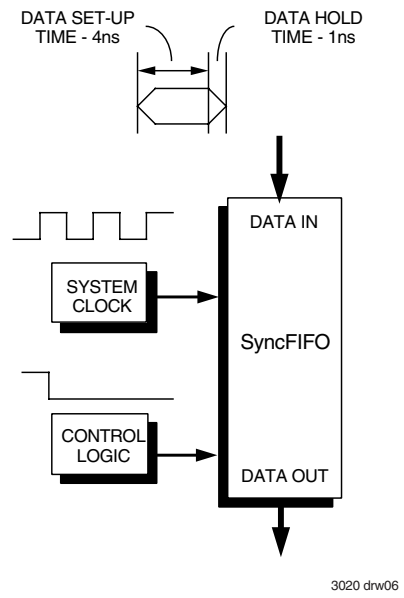 DATA SET-UP
TIME - 4ns
DATA HOLD
TIME - 1ns
DATA IN
SYSTEM
CLOCK
SyncFIFO
CONTROL
LOGIC
DATA OUT
3020 drw06